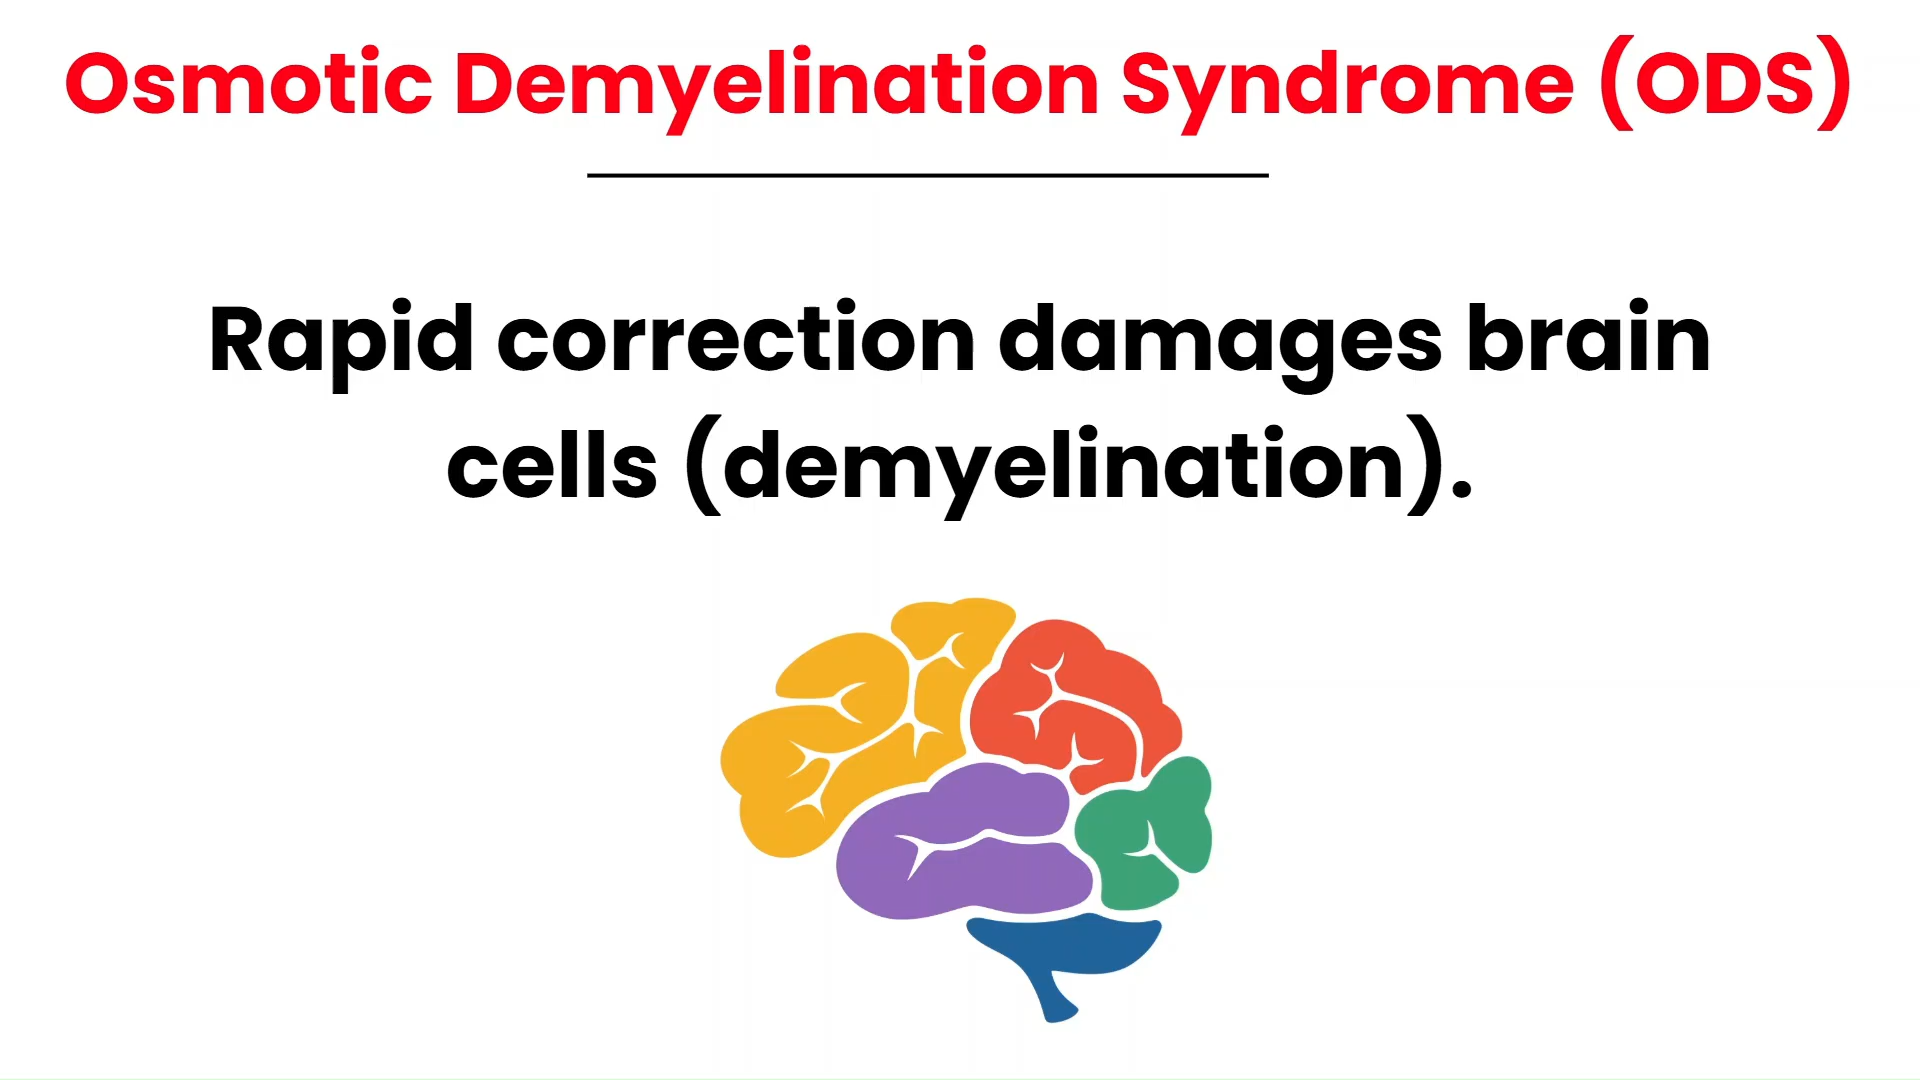 Osmotic Demyelination Syndrome (ODS)
Rapid correction damages brain
cells (demyelination).